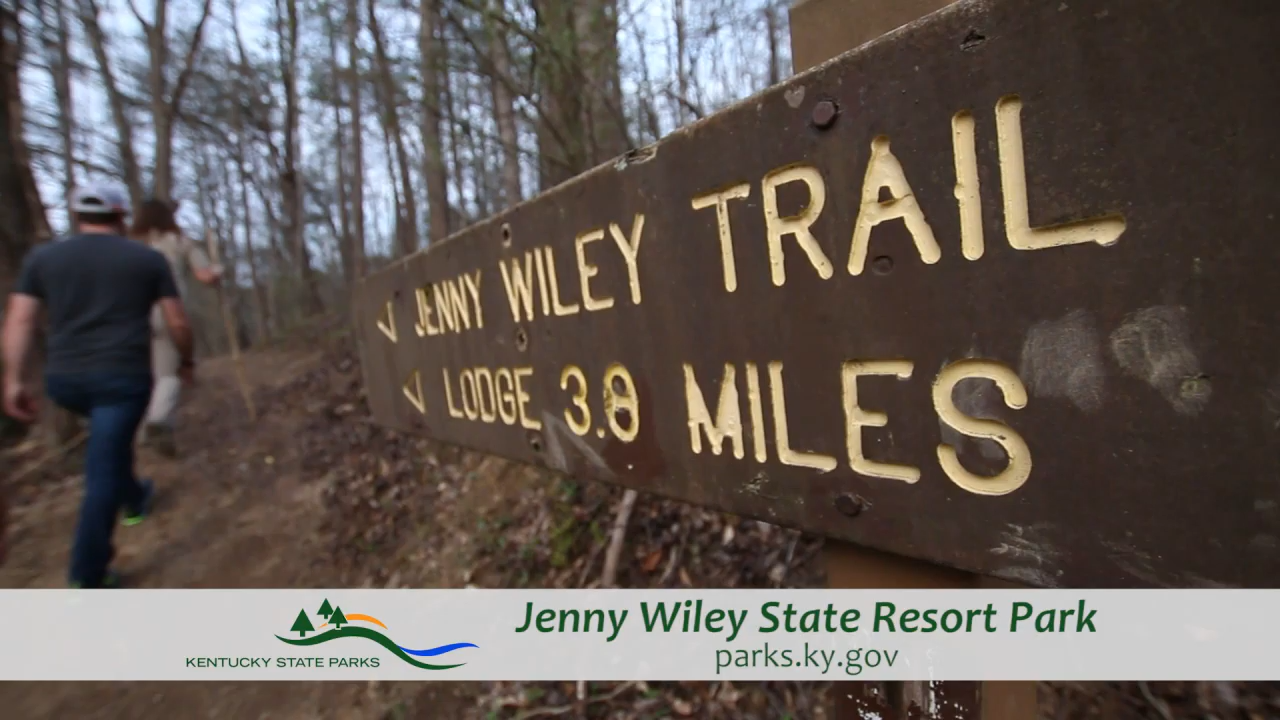 ◁ JENNY WILEY TRAIL
◁ LODGE 3.8 MILES
Jenny Wiley State Resort Park
KENTUCKY STATE PARKS
parks.ky.gov